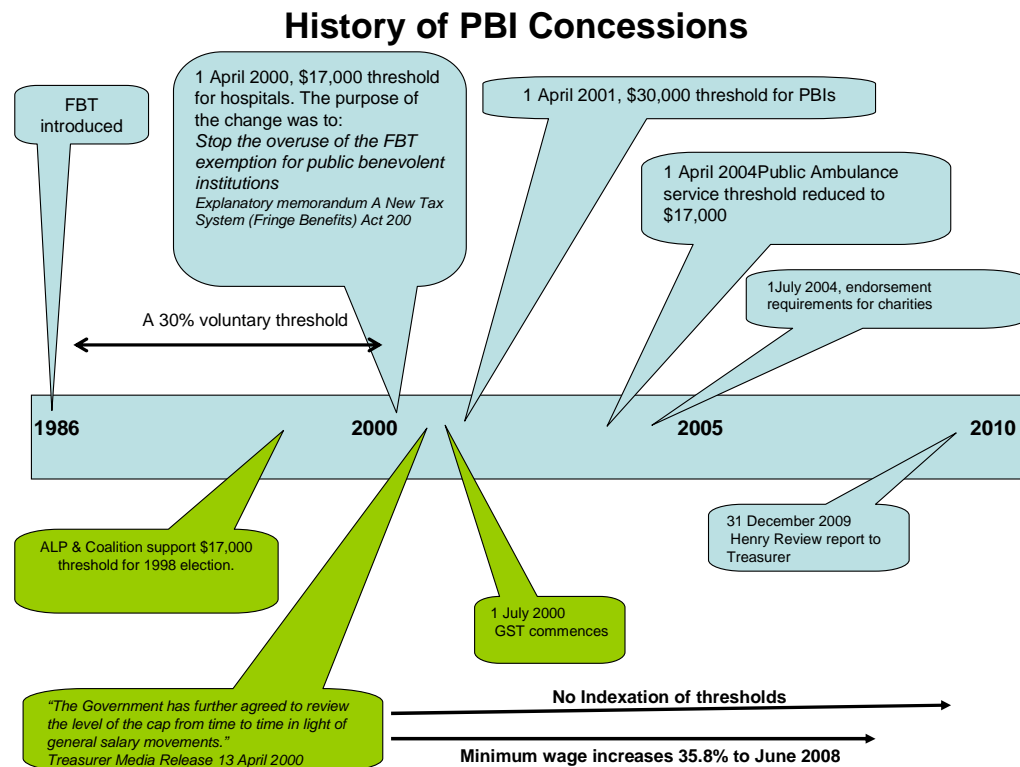 History of PBI Concessions
FBT
introduced
1 April 2000, $17,000 threshold
for hospitals. The purpose of
the change was to:
Stop the overuse of the FBT
exemption for public benevolent
institutions
Explanatory memorandum A New Tax
System (Fringe Benefits) Act 200
1 April 2001, $30,000 threshold for PBIs
1 April 2004Public Ambulance
service threshold reduced to
$17,000
1July 2004, endorsement
requirements for charities
A 30% voluntary threshold
1986
2000
2005
2010
ALP & Coalition support $17,000
threshold for 1998 election.
31 December 2009
Henry Review report to
Treasurer
1 July 2000
GST commences
"The Government has further agreed to review
the level of the cap from time to time in light of
general salary movements."
Treasurer Media Release 13 April 2000
No Indexation of thresholds
Minimum wage increases 35.8% to June 2008